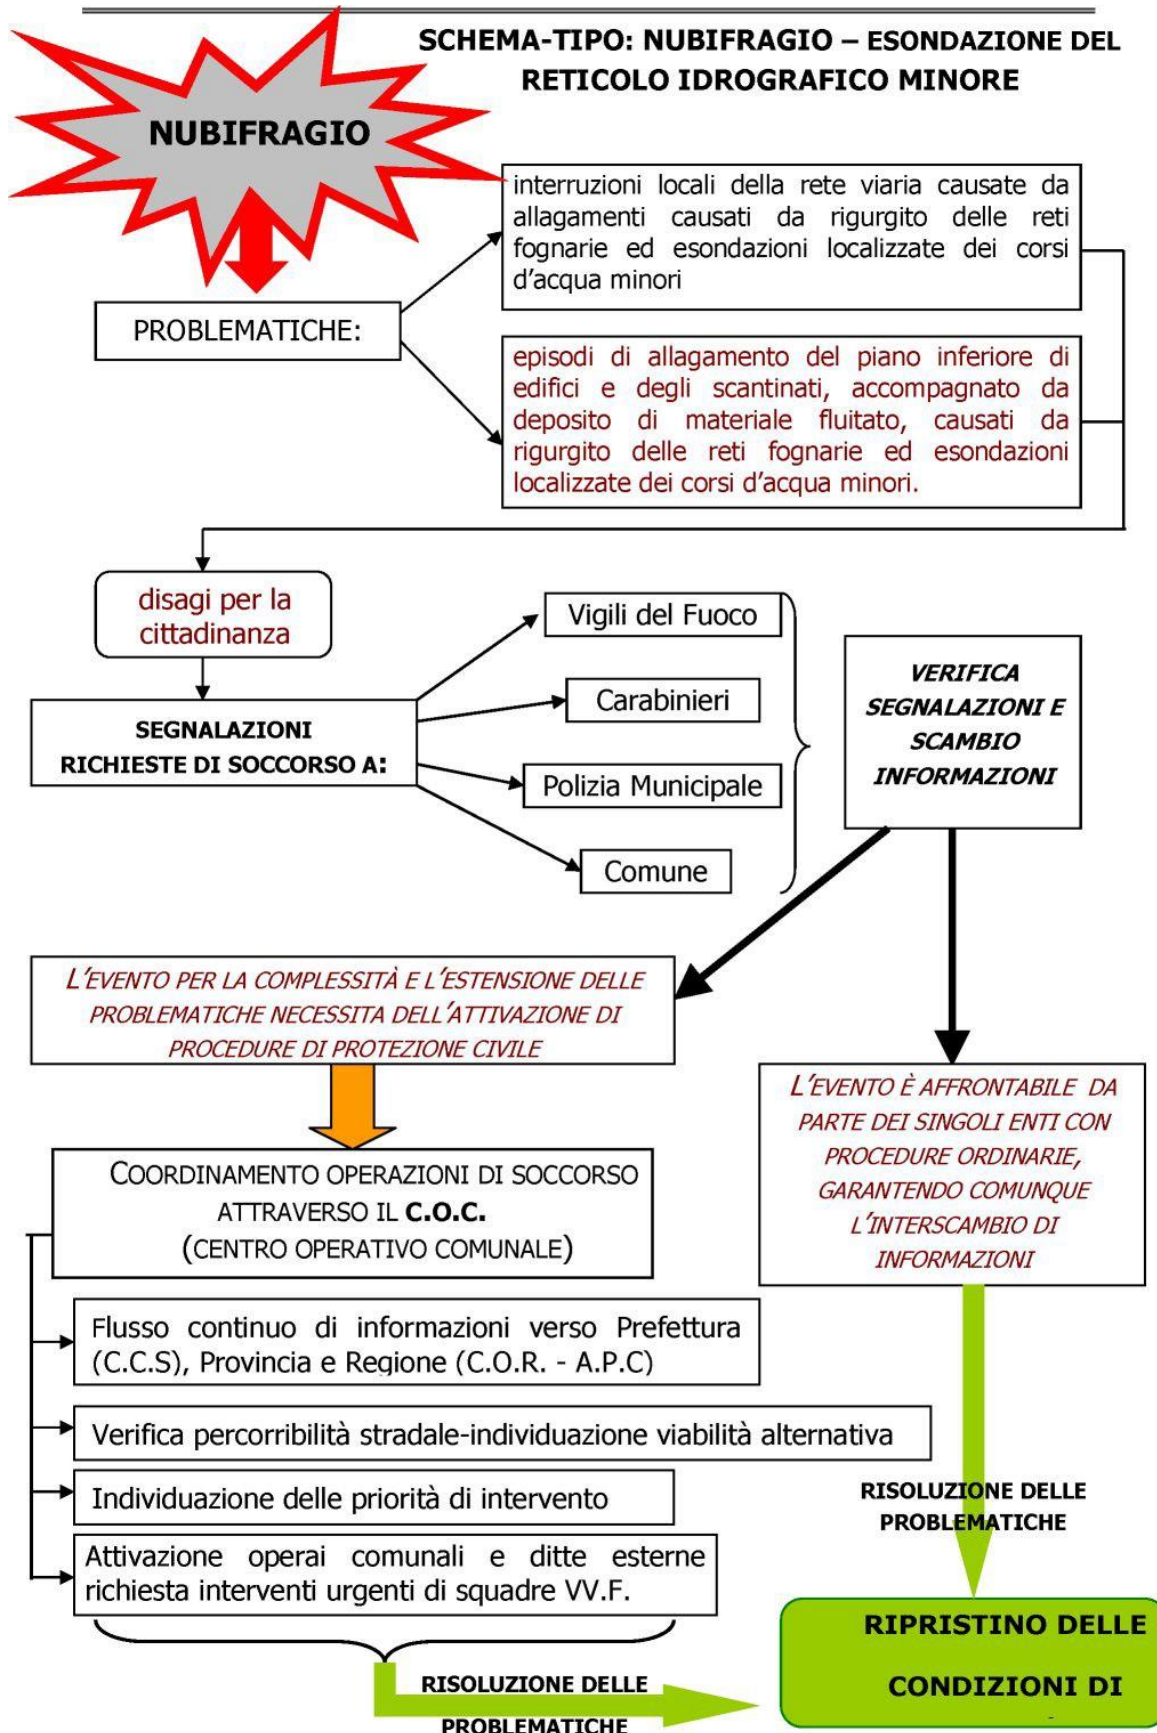 SCHEMA-TIPO: NUBIFRAGIO – ESONDAZIONE DEL
RETICOLO IDROGRAFICO MINORE
NUBIFRAGIO
interruzioni locali della rete viaria causate da
allagamenti causati da rigurgito delle reti
fognarie ed esondazioni localizzate dei corsi
d'acqua minori
PROBLEMATICHE:
episodi di allagamento del piano inferiore di
edifici e degli scantinati, accompagnato da
deposito di materiale fluitato, causati da
rigurgito delle reti fognarie ed esondazioni
localizzate dei corsi d'acqua minori.
disagi per la
cittadinanza
SEGNALAZIONI
RICHIESTE DI SOCCORSO A:
Vigili del Fuoco
Carabinieri
Polizia Municipale
Comune
VERIFICA
SEGNALAZIONI E
SCAMBIO
INFORMAZIONI
L'EVENTO PER LA COMPLESSITÀ E L'ESTENSIONE DELLE
PROBLEMATICHE NECESSITA DELL'ATTIVAZIONE DI
PROCEDURE DI PROTEZIONE CIVILE
L'EVENTO È AFFRONTABILE DA
PARTE DEI SINGOLI ENTI CON
PROCEDURE ORDINARIE,
GARANTENDO COMUNQUE
L'INTERSCAMBIO DI
INFORMAZIONI
COORDINAMENTO OPERAZIONI DI SOCCORSO
ATTRAVERSO IL C.O.C.
(CENTRO OPERATIVO COMUNALE)
Flusso continuo di informazioni verso Prefettura
(C.C.S), Provincia e Regione (C.O.R. - A.P.C)
Verifica percorribilità stradale-individuazione viabilità alternativa
Individuazione delle priorità di intervento
Attivazione operai comunali e ditte esterne
richiesta interventi urgenti di squadre VV.F.
RISOLUZIONE DELLE
PROBLEMATICHE
RISOLUZIONE DELLE
PROBLEMATICHE
RIPRISTINO DELLE
CONDIZIONI DI